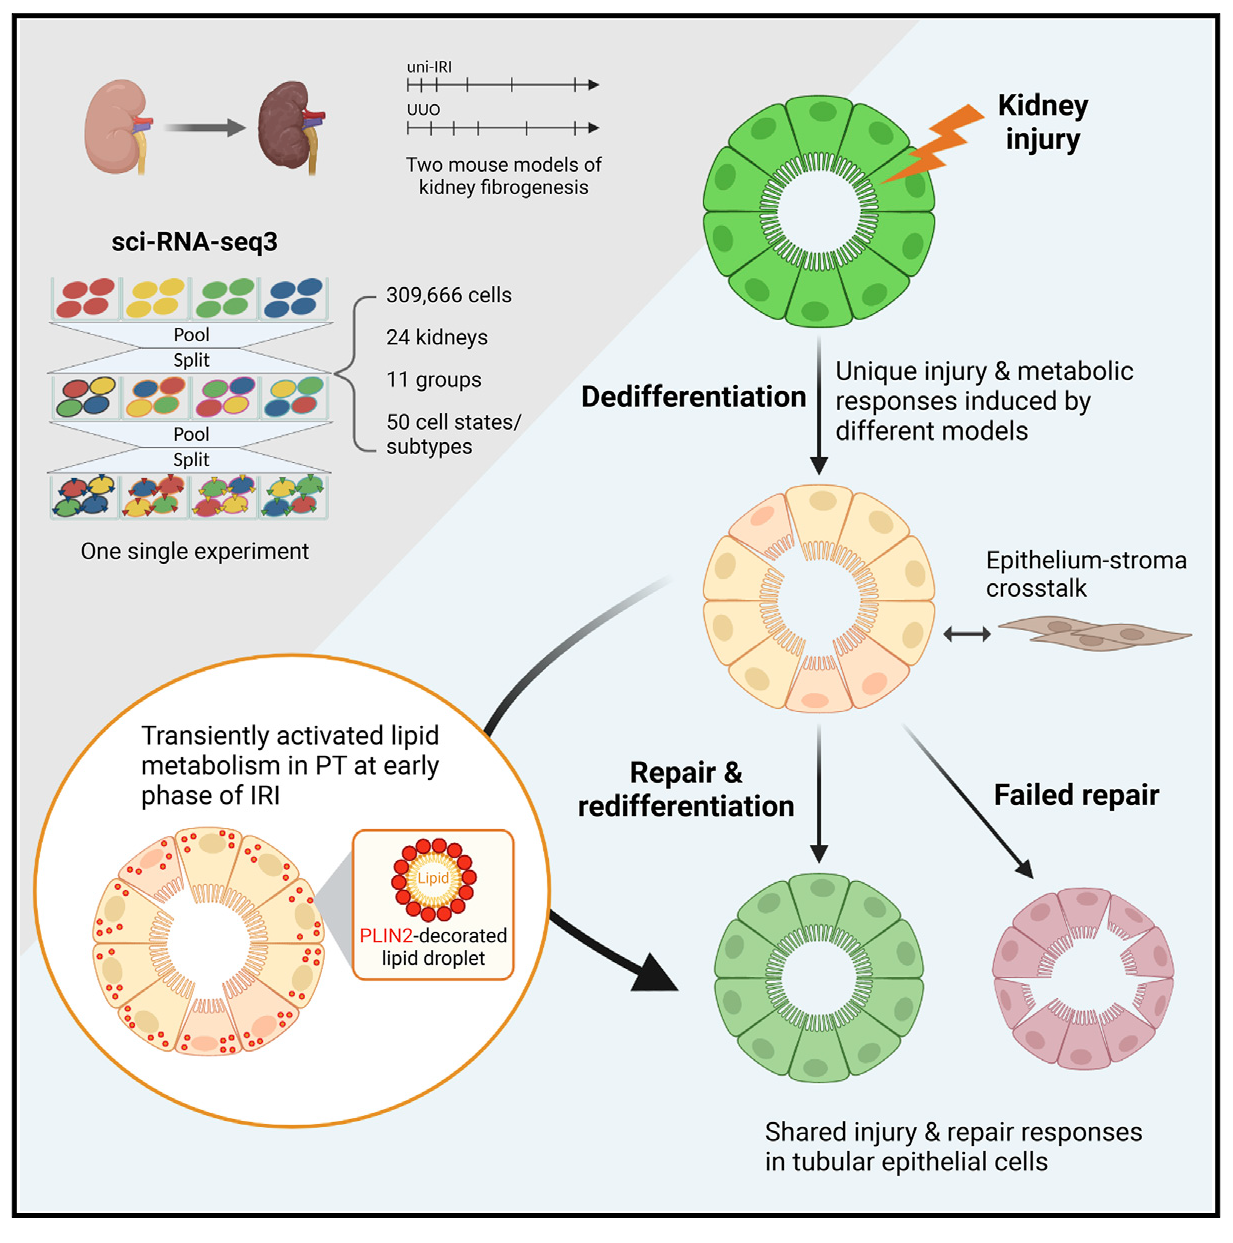 uni-IRI
UUO
Two mouse models of
kidney fibrogenesis
sci-RNA-seq3
Pool
Split
Pool
Split
One single experiment
309,666 cells
24 kidneys
11 groups
50 cell states/
subtypes
Kidney
injury
Dedifferentiation
Unique injury & metabolic
responses induced by
different models
Epithelium-stroma
crosstalk
Transiently activated lipid
metabolism in PT at early
phase of IRI
Lipid
PLIN2-decorated
lipid droplet
Repair &
redifferentiation
Failed repair
Shared injury & repair responses
in tubular epithelial cells